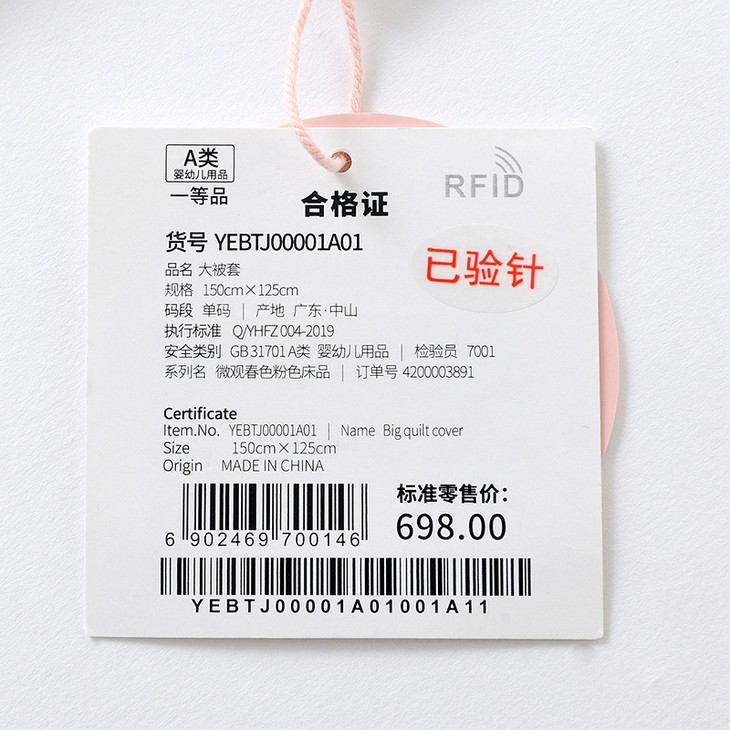 A类
婴幼儿用品
一等品
合格证
RFID
货号 YEBTJ00001A01
已验针
品名 大被套
规格 150cm×125cm
码段 单码 | 产地 广东·中山
执行标准 Q/YHFZ 004-2019
安全类别 GB 31701 A类 婴幼儿用品 | 检验员 7001
系列名 微观春色粉色床品 | 订单号 4200003891
Certificate
Item.No. YEBTJ00001A01 | Name Big quilt cover
Size 150cm×125cm
Origin MADE IN CHINA
标准零售价：
698.00
6 902469 700146
YEBTJ00001A01001A11